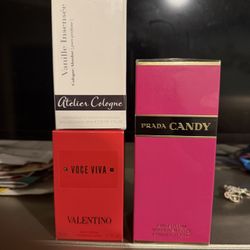 Vanille Insensée
Cologne Absolue
Atelier Cologne
VOCE VIVA
VALENTINO
PRADA CANDY